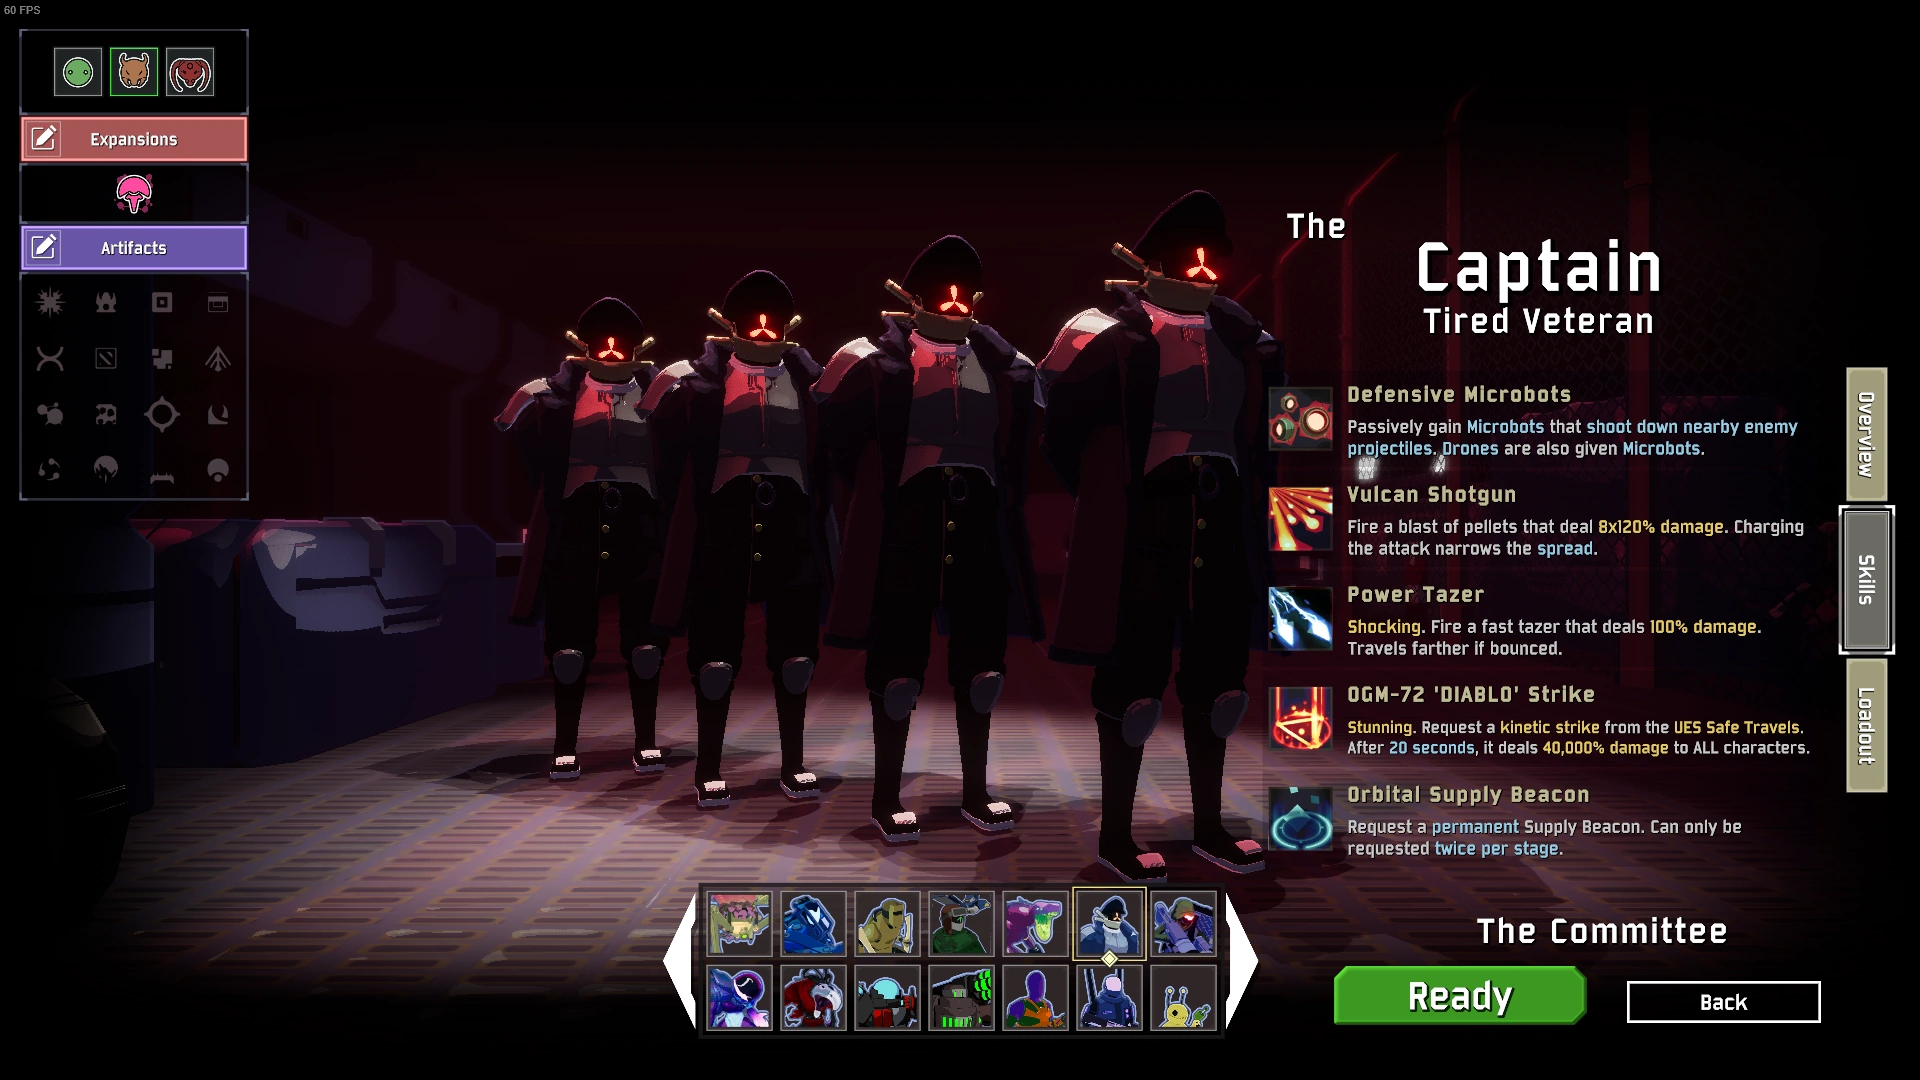 60 FPS
Expansions
Artifacts
The
Captain
Tired Veteran
Defensive Microbots
Passively gain Microbots that shoot down nearby enemy
projectiles. Drones are also given Microbots.
Vulcan Shotgun
Fire a blast of pellets that deal 8x120% damage. Charging
the attack narrows the spread.
Power Tazer
Shocking. Fire a fast tazer that deals 100% damage.
Travels farther if bounced.
OGM-72 'DIABLO' Strike
Stunning. Request a kinetic strike from the UES Safe Travels.
After 20 seconds, it deals 40,000% damage to ALL characters.
Orbital Supply Beacon
Request a permanent Supply Beacon. Can only be
requested twice per stage.
Overview
Skills
Loadout
The Committee
Ready
Back